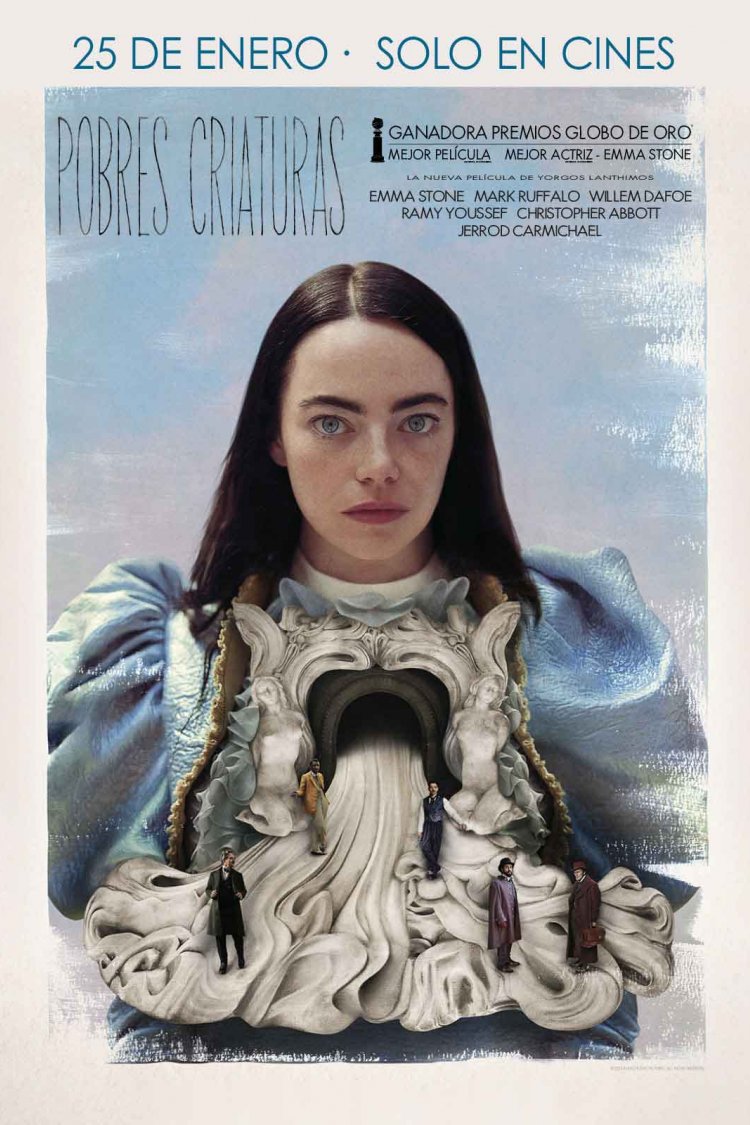 25 DE ENERO · SOLO EN CINES
POBRES CRIATURAS
GANADORA PREMIOS GLOBO DE ORO
MEJOR PELÍCULA MEJOR ACTRIZ - EMMA STONE
LA NUEVA PELÍCULA DE YORGOS LANTHIMOS
EMMA STONE MARK RUFFALO WILLEM DAFOE
RAMY YOUSSEF CHRISTOPHER ABBOTT
JERROD CARMICHAEL